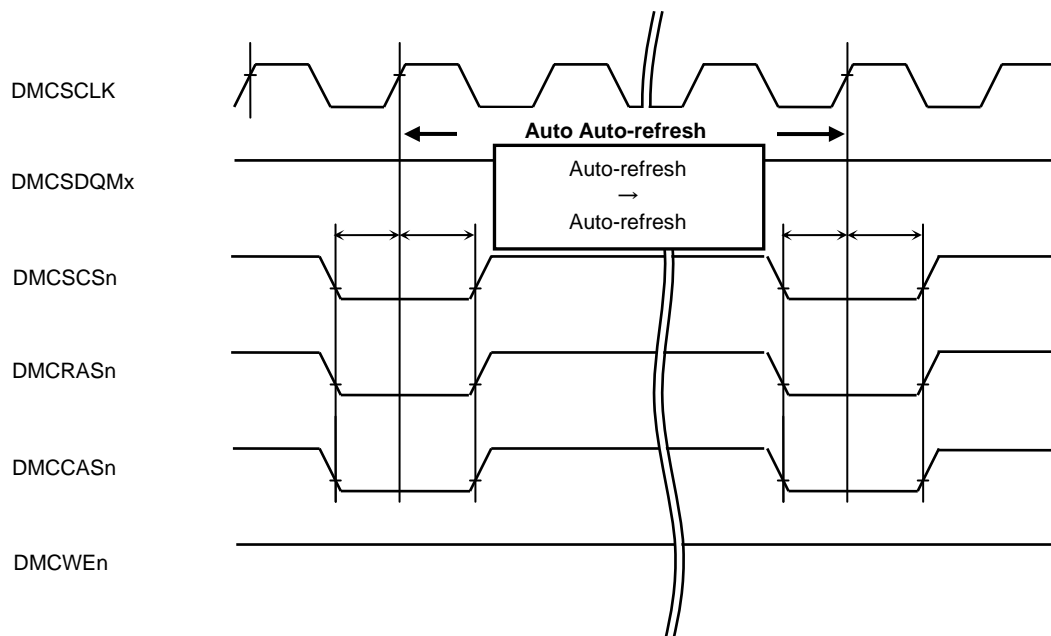 DMCSCLK
Auto Auto-refresh
DMCSDQMx
Auto-refresh
→
Auto-refresh
DMCSCSn
DMCRASn
DMCCASn
DMCWEn